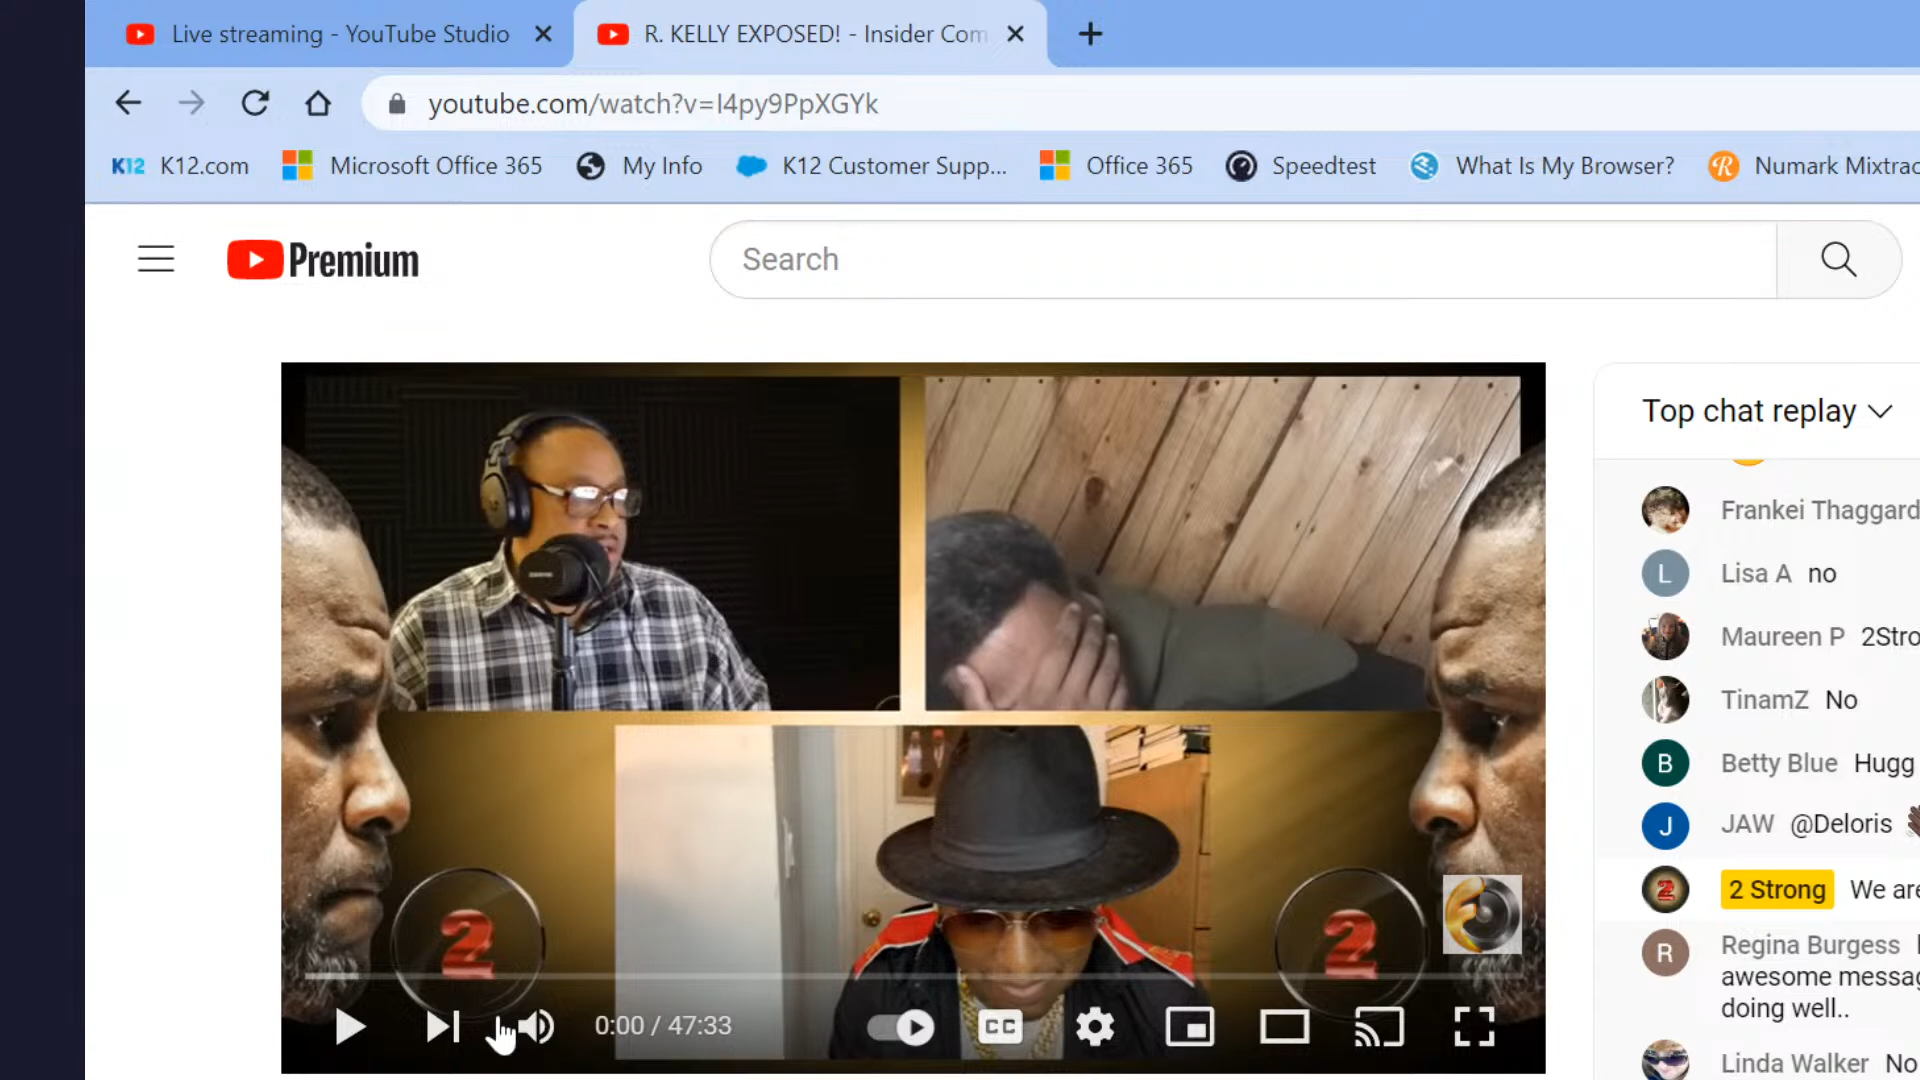 Live streaming - YouTube Studio
R. KELLY EXPOSED! - Insider Com
youtube.com/watch?v=I4py9PpXGYk
K12 K12.com
Microsoft Office 365
My Info
K12 Customer Supp...
Office 365
Speedtest
What Is My Browser?
Numark Mixtrac
Premium
Search
Top chat replay
Frankei Thaggard
L Lisa A no
Maureen P 2Stro
TinamZ No
B Betty Blue Hugg
J JAW @Deloris
2 2 Strong We are
R Regina Burgess
awesome messag
doing well..
Linda Walker No
2
2
0:00 / 47:33
CC